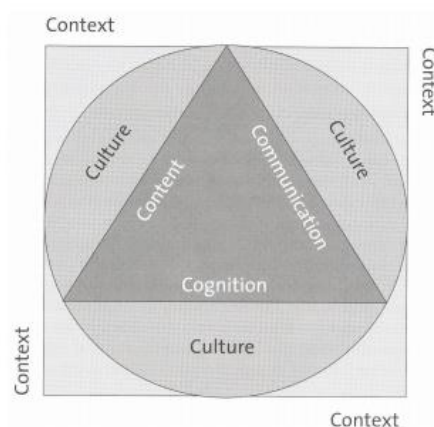 Context
Context
Culture
Culture
Content
Communication
Cognition
Culture
Context
Context